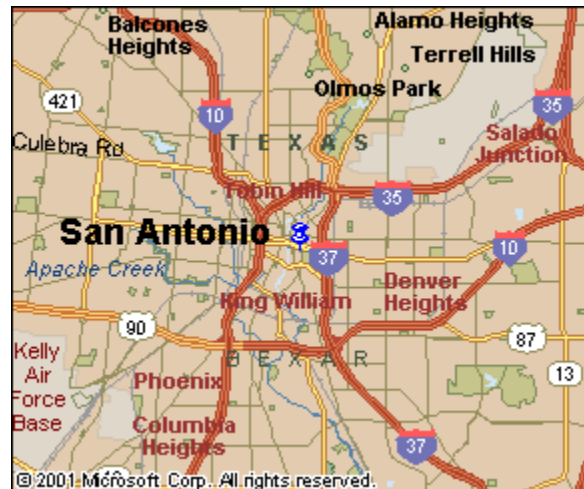 Balcones
Heights
Alamo Heights
Terrell Hills
Olmos Park
421
10
35
Culebra Rd
T E X A S
Salado
Junction
Tobin Hill
35
San Antonio
37
10
Apache Creek
Denver
Heights
King William
90
87
B E X A R
Kelly
Air
Force
Base
Phoenix
13
Columbia
Heights
37
© 2001 Microsoft Corp. All rights reserved.